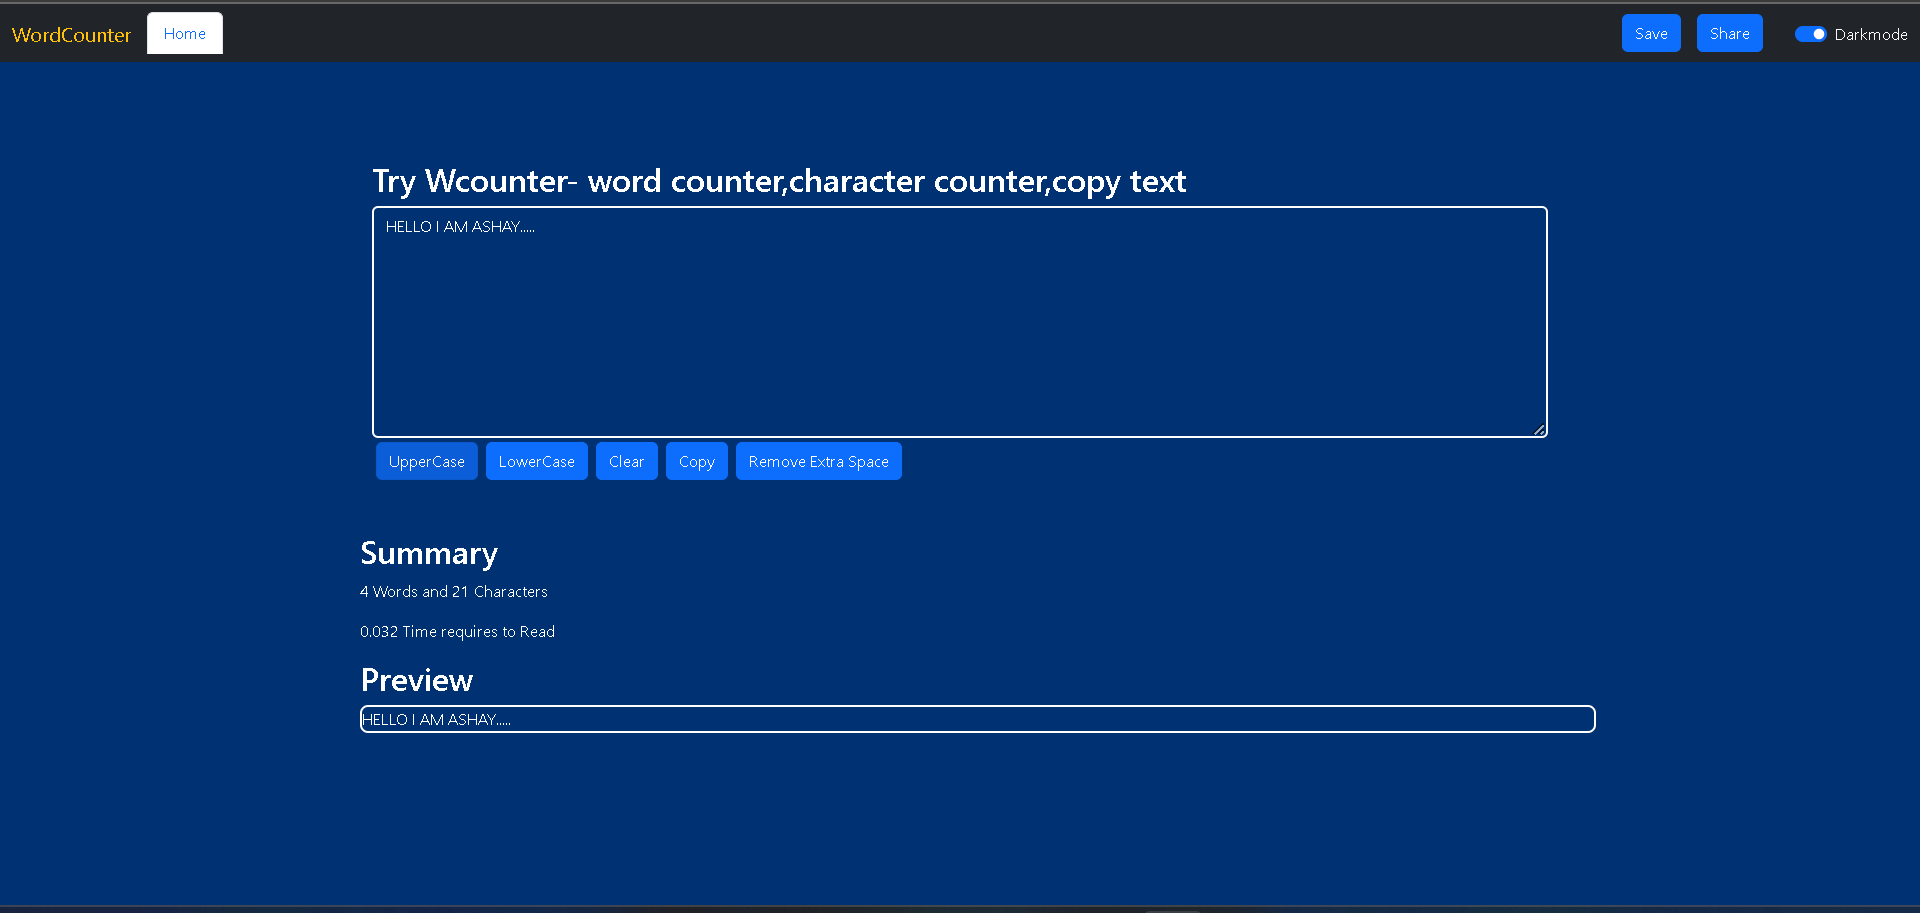 WordCounter Home Save Share Darkmode
Try Wcounter- word counter,character counter,copy text
HELLO I AM ASHAY.....
UpperCase LowerCase Clear Copy Remove Extra Space
Summary
4 Words and 21 Characters
0.032 Time requires to Read
Preview
HELLO I AM ASHAY.....